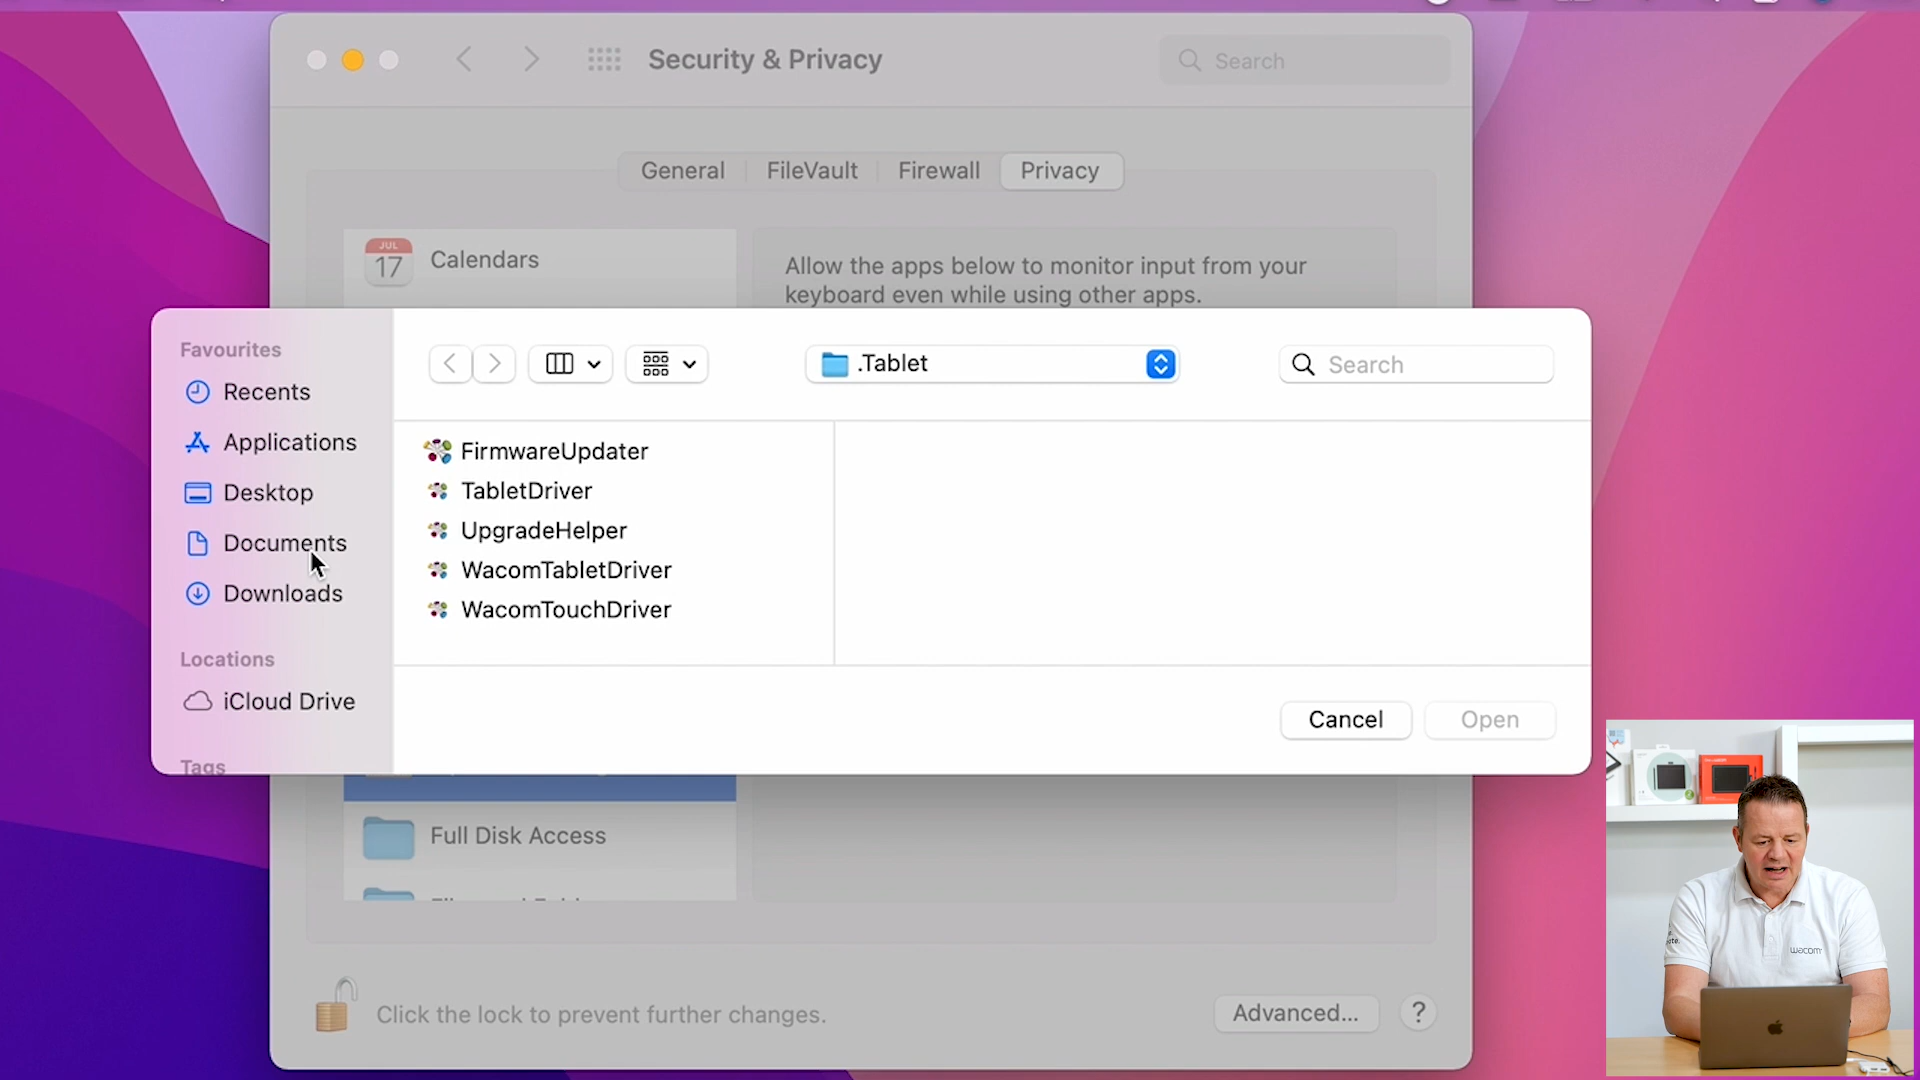 Security & Privacy
Search
General
FileVault
Firewall
Privacy
JUL
17
Calendars
Allow the apps below to monitor input from your
keyboard even while using other apps.
Favourites
Recents
Applications
Desktop
Documents
Downloads
Locations
iCloud Drive
Tags
.Tablet
Search
FirmwareUpdater
TabletDriver
UpgradeHelper
WacomTabletDriver
WacomTouchDriver
Cancel
Open
Full Disk Access
Click the lock to prevent further changes.
Advanced...
?
wacom